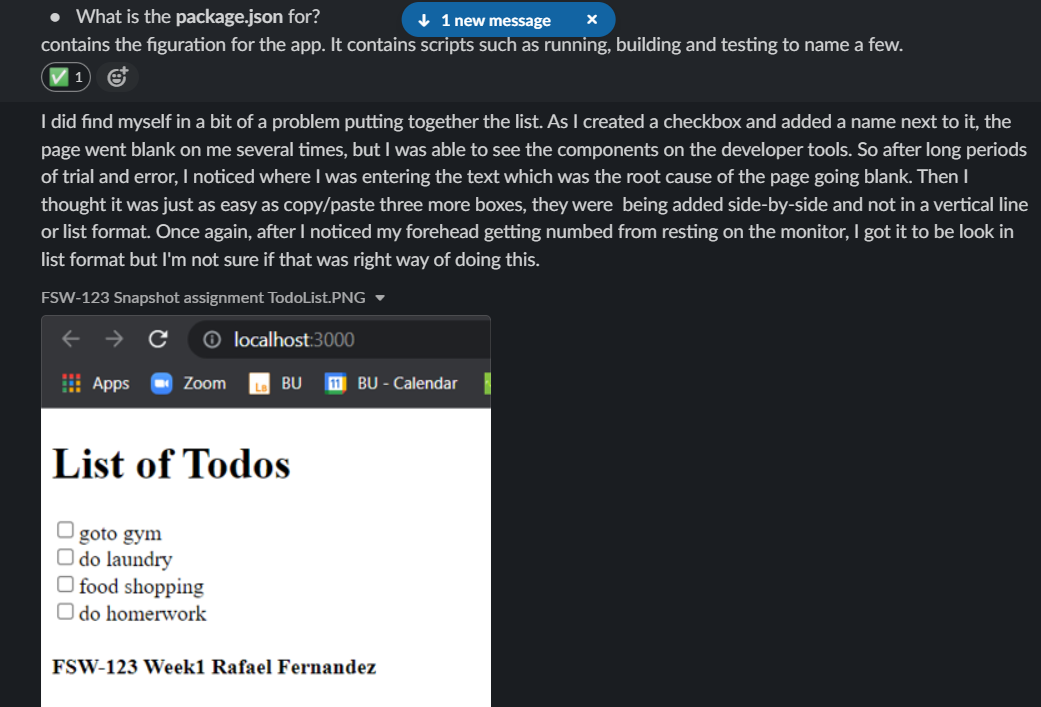 What is the package.json for?
1 new message
contains the figuration for the app. It contains scripts such as running, building and testing to name a few.
1
I did find myself in a bit of a problem putting together the list. As I created a checkbox and added a name next to it, the
page went blank on me several times, but I was able to see the components on the developer tools. So after long periods
of trial and error, I noticed where I was entering the text which was the root cause of the page going blank. Then I
thought it was just as easy as copy/paste three more boxes, they were being added side-by-side and not in a vertical line
or list format. Once again, after I noticed my forehead getting numbed from resting on the monitor, I got it to be look in
list format but I'm not sure if that was right way of doing this.
FSW-123 Snapshot assignment TodoList.PNG
localhost:3000
Apps Zoom La BU 11 BU - Calendar
List of Todos
goto gym
do laundry
food shopping
do homerwork
FSW-123 Week1 Rafael Fernandez